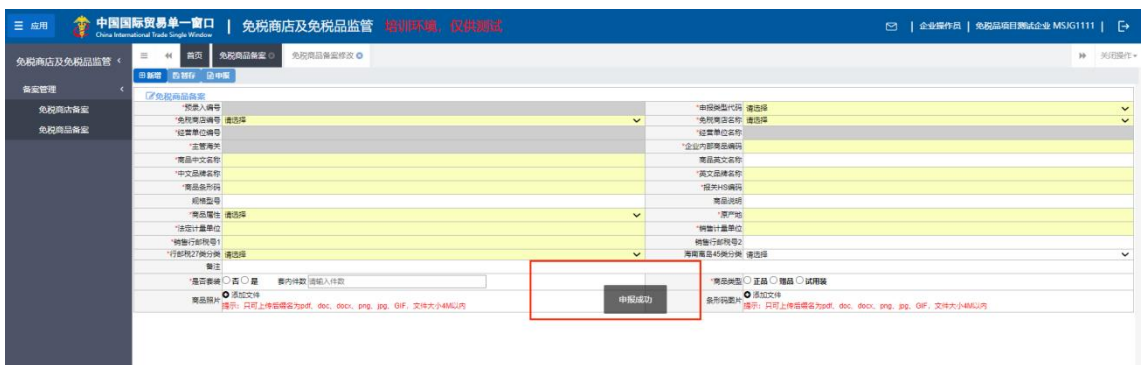 三 应用
中国国际贸易单一窗口 | 免税商店及免税品监管 培训环境，仅供测试
China International Trade Single Window
企业操作员 | 免税品项目测试企业 MSJG1111 |
免税商店及免税品监管
首页 免税商品备案 免税商品备案修改 关闭操作
新增 暂存 申报
备案管理
免税商店备案
免税商品备案
免税商品备案
*预录入编号 *申报类型代码 请选择
*免税商店编号 请选择 *免税商店名称 请选择
*经营单位编号 *经营单位名称
*主管海关 *企业内部商品编码
*商品中文名称 商品英文名称
*中文品牌名称 *英文品牌名称
*商品条形码 *报关HS编码
规格型号 商品说明
*商品属性 请选择 *原产地
*法定计量单位 *销售计量单位
*销售行邮税号1 销售行邮税号2
*行邮税27类分类 请选择 海南离岛45类分类 请选择
备注
*是否套装 否 是 套内件数 请输入件数 *商品类型 正品 赠品 试用装
商品照片 添加文件 条形码图片 添加文件
提示：只可上传后缀名为pdf、doc、docx、png、jpg、GIF，文件大小4M以内 提示：只可上传后缀名为pdf、doc、docx、png、jpg、GIF，文件大小4M以内
申报成功